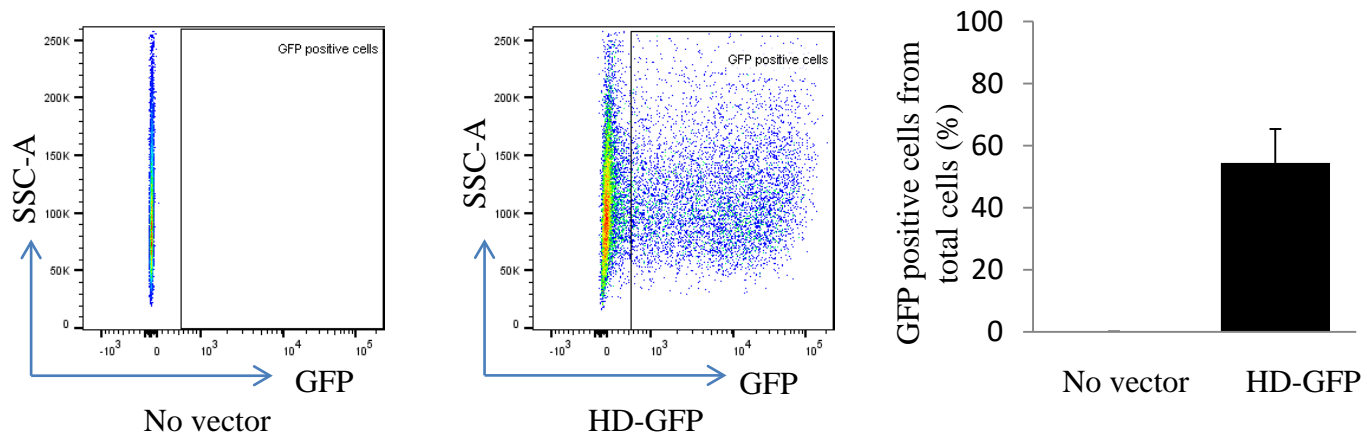 GFP positive cells
250K
200K
150K
100K
50K
0
SSC-A
-10³ 0 10³ 10⁴ 10⁵
GFP
No vector
GFP positive cells
250K
200K
150K
100K
50K
0
SSC-A
-10³ 0 10³ 10⁴ 10⁵
GFP
HD-GFP
GFP positive cells from
total cells (%)
100
80
60
40
20
0
No vector HD-GFP